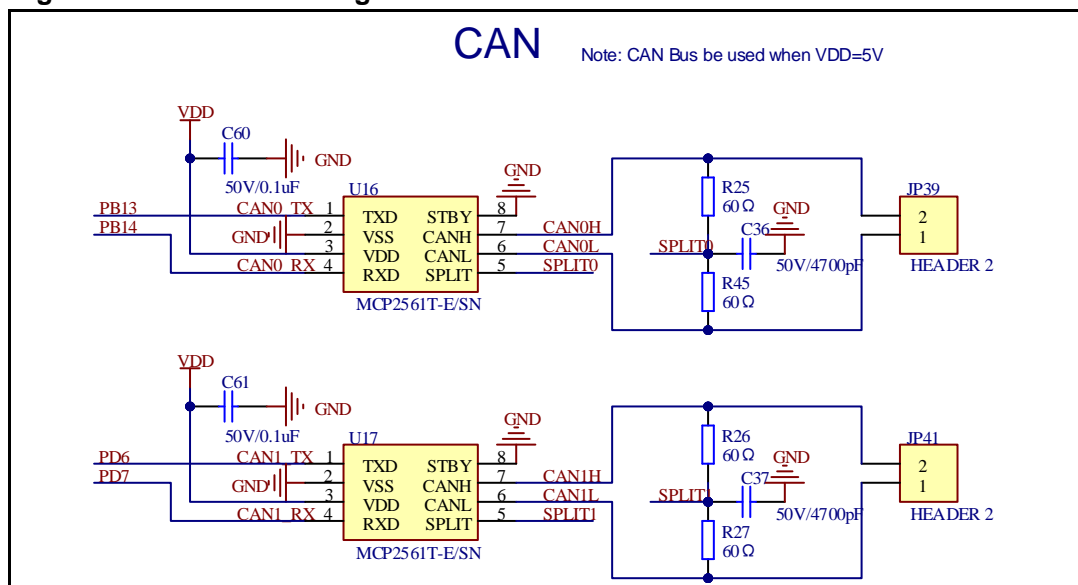 CAN
Note: CAN Bus be used when VDD=5V
VDD
C60
GND
50V/0.1uF
U16
GND
PB13 CAN0_TX 1 TXD STBY 8
PB14 GND 2 VSS CANH 7 CAN0H
3 VDD CANL 6 CAN0L
CAN0_RX 4 RXD SPLIT 5 SPLIT0
MCP2561T-E/SN
R25
60Ω
SPLIT0
C36
GND
50V/4700pF
R45
60Ω
JP39
2
1
HEADER 2
VDD
C61
GND
50V/0.1uF
U17
GND
PD6 CAN1_TX 1 TXD STBY 8
PD7 GND 2 VSS CANH 7 CAN1H
3 VDD CANL 6 CAN1L
CAN1_RX 4 RXD SPLIT 5 SPLIT1
MCP2561T-E/SN
R26
60Ω
SPLIT1
C37
GND
50V/4700pF
R27
60Ω
JP41
2
1
HEADER 2